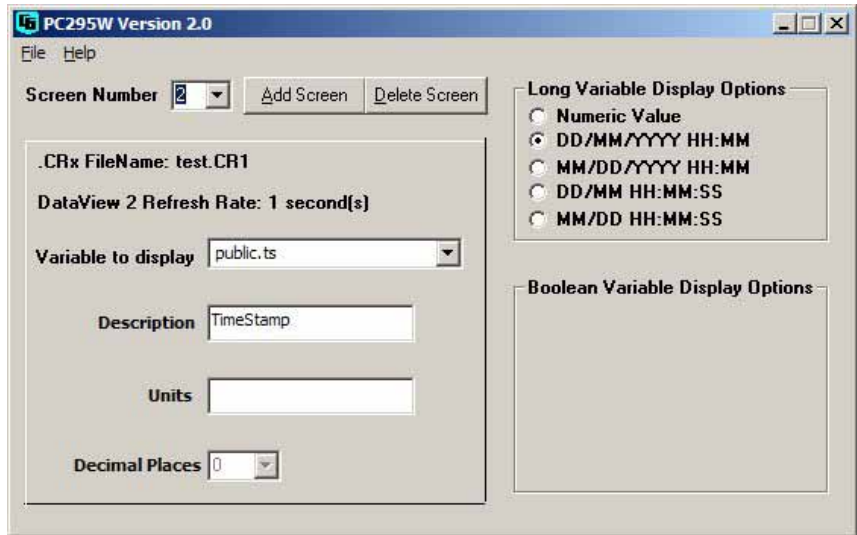 PC295W Version 2.0
File Help
Screen Number 2 Add Screen Delete Screen
.CRx FileName: test.CR1
DataView 2 Refresh Rate: 1 second(s)
Variable to display public.ts
Description TimeStamp
Units
Decimal Places 0
Long Variable Display Options
Numeric Value
DD/MM/YYYY HH:MM
MM/DD/YYYY HH:MM
DD/MM HH:MM:SS
MM/DD HH:MM:SS
Boolean Variable Display Options